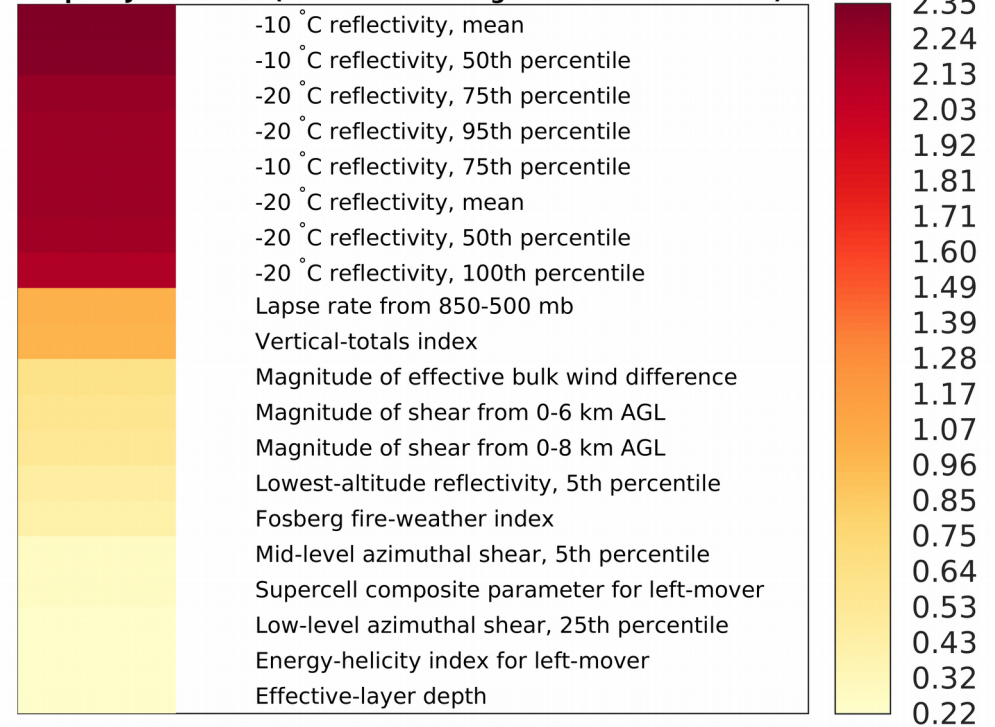 -10 °C reflectivity, mean
-10 °C reflectivity, 50th percentile
-20 °C reflectivity, 75th percentile
-20 °C reflectivity, 95th percentile
-10 °C reflectivity, 75th percentile
-20 °C reflectivity, mean
-20 °C reflectivity, 50th percentile
-20 °C reflectivity, 100th percentile
Lapse rate from 850-500 mb
Vertical-totals index
Magnitude of effective bulk wind difference
Magnitude of shear from 0-6 km AGL
Magnitude of shear from 0-8 km AGL
Lowest-altitude reflectivity, 5th percentile
Fosberg fire-weather index
Mid-level azimuthal shear, 5th percentile
Supercell composite parameter for left-mover
Low-level azimuthal shear, 25th percentile
Energy-helicity index for left-mover
Effective-layer depth
2.35
2.24
2.13
2.03
1.92
1.81
1.71
1.60
1.49
1.39
1.28
1.17
1.07
0.96
0.85
0.75
0.64
0.53
0.43
0.32
0.22